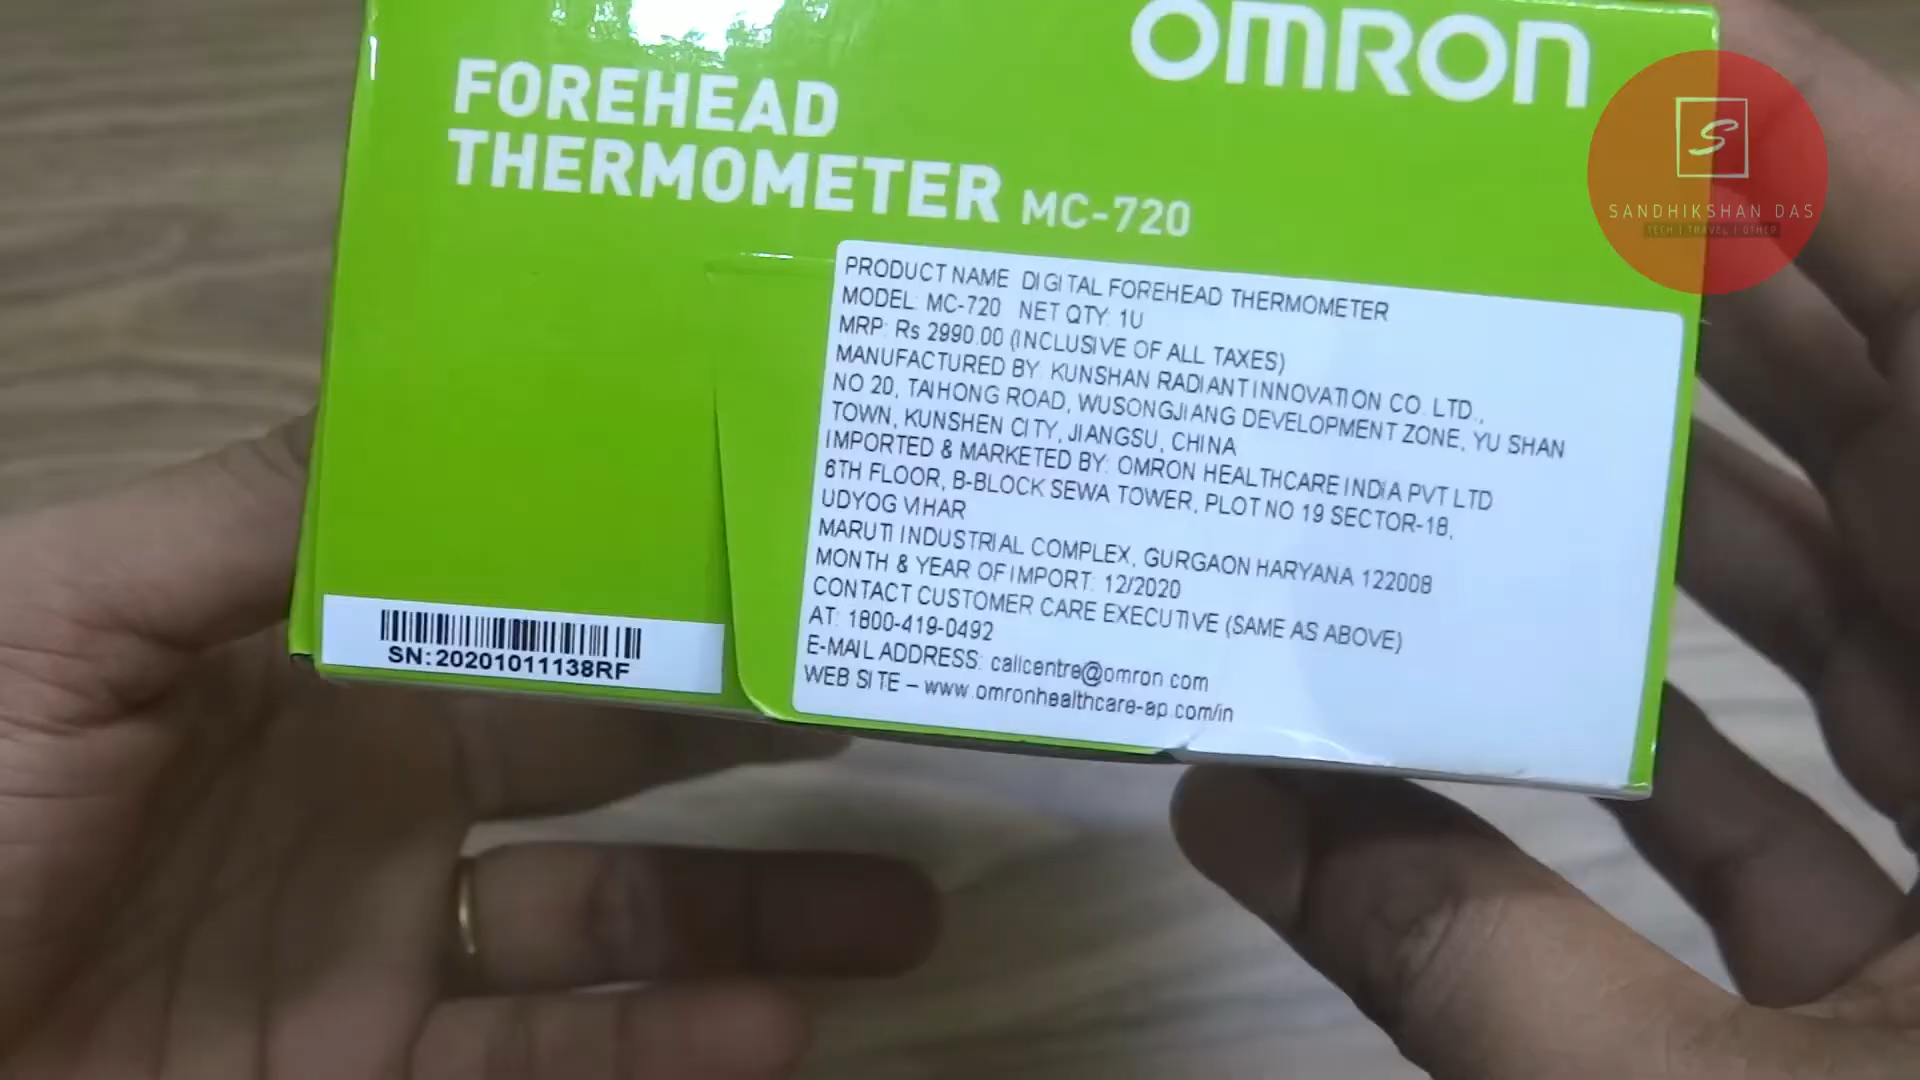 OMRON
FOREHEAD
THERMOMETER MC-720
S
SANDHIKSHAN DAS
TECH | TRAVEL | OTHER
PRODUCT NAME DIGITAL FOREHEAD THERMOMETER
MODEL: MC-720 NET QTY: 1U
MRP: Rs 2990.00 (INCLUSIVE OF ALL TAXES)
MANUFACTURED BY: KUNSHAN RADIANT INNOVATION CO. LTD.,
NO 20, TAIHONG ROAD, WUSONGJIANG DEVELOPMENT ZONE, YU SHAN
TOWN, KUNSHEN CITY, JIANGSU, CHINA
IMPORTED & MARKETED BY: OMRON HEALTHCARE INDIA PVT LTD
6TH FLOOR, B-BLOCK SEWA TOWER, PLOT NO 19 SECTOR-18,
UDYOG VIHAR
MARUTI INDUSTRIAL COMPLEX, GURGAON HARYANA 122008
MONTH & YEAR OF IMPORT: 12/2020
CONTACT CUSTOMER CARE EXECUTIVE (SAME AS ABOVE)
AT: 1800-419-0492
E-MAIL ADDRESS: callcentre@omron.com
WEB SITE – www.omronhealthcare-ap.com/in
SN:20201011138RF